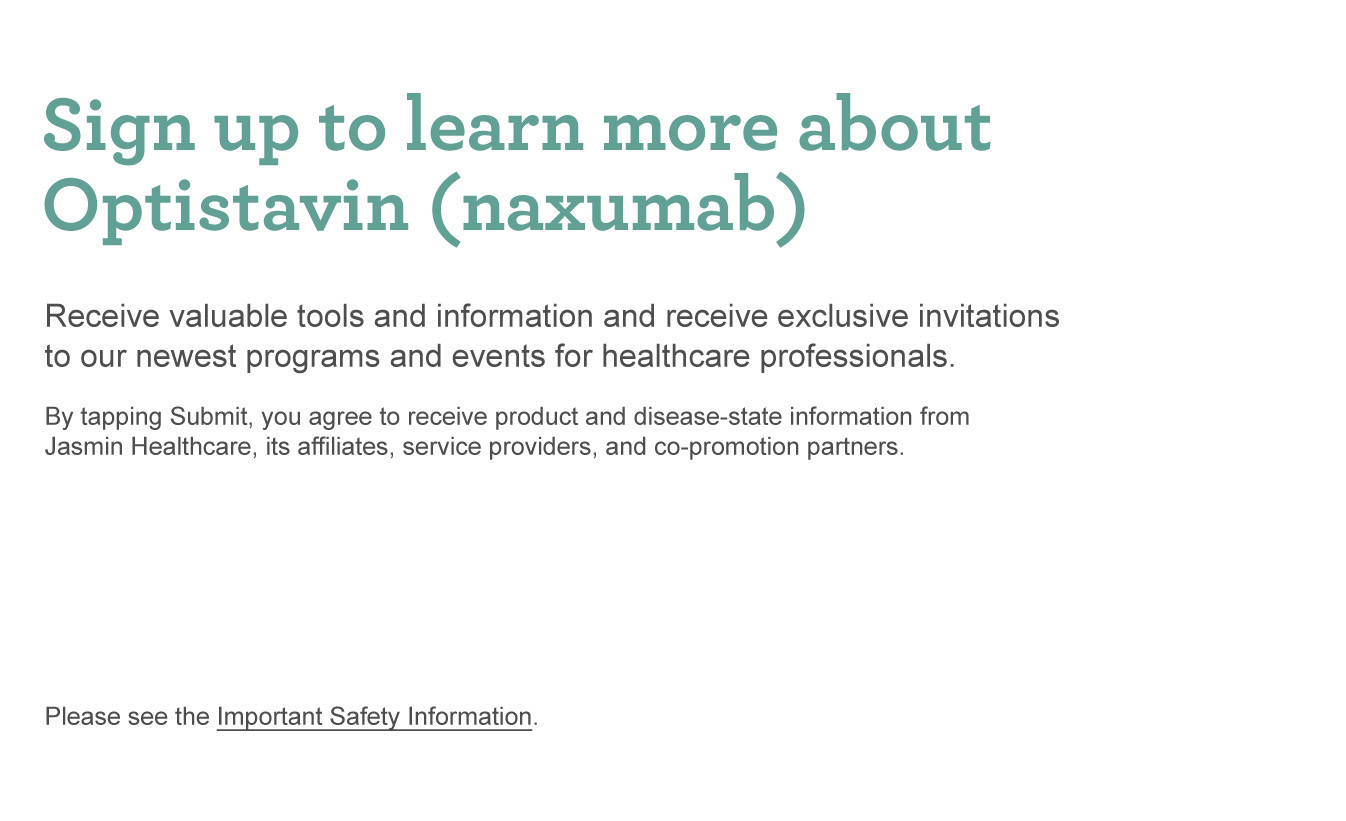 Sign up to learn more about
Optistavin (naxumab)
Receive valuable tools and information and receive exclusive invitations
to our newest programs and events for healthcare professionals.
By tapping Submit, you agree to receive product and disease-state information from
Jasmin Healthcare, its affiliates, service providers, and co-promotion partners.
Please see the Important Safety Information.